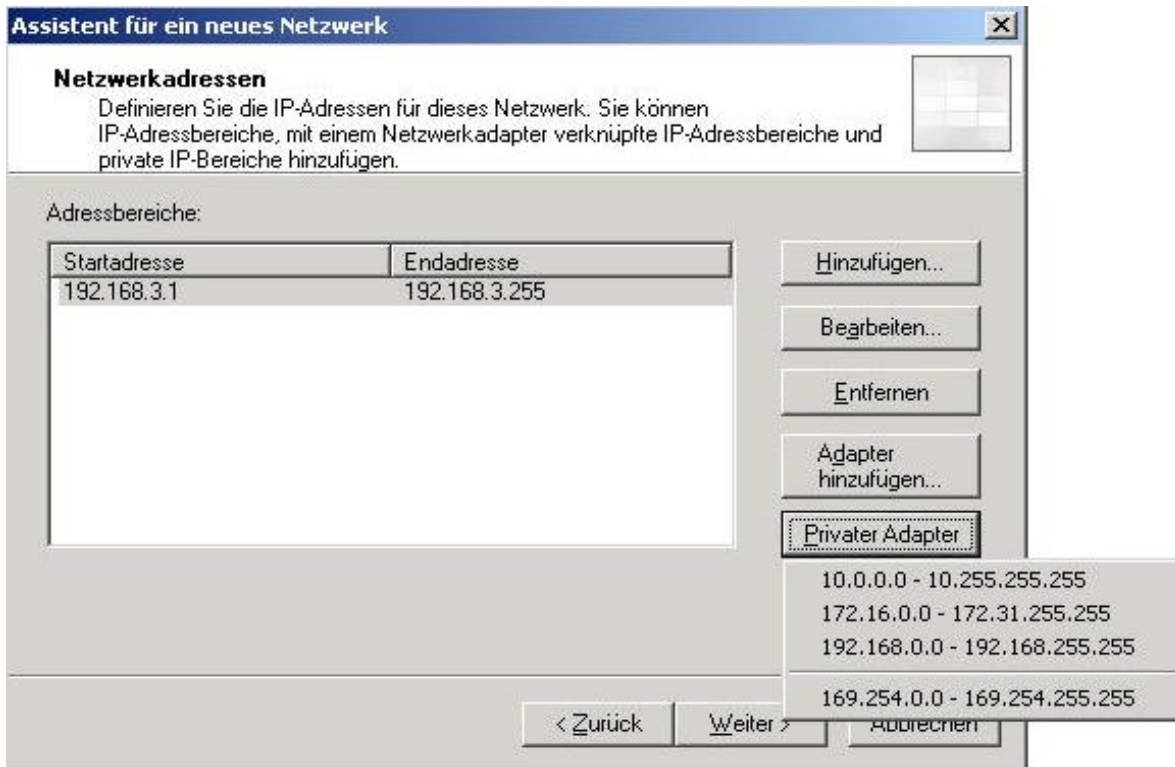 Assistent für ein neues Netzwerk
Netzwerkadressen
Definieren Sie die IP-Adressen für dieses Netzwerk. Sie können
IP-Adressbereiche, mit einem Netzwerkadapter verknüpfte IP-Adressbereiche und
private IP-Bereiche hinzufügen.
Adressbereiche:
Startadresse Endadresse
192.168.3.1 192.168.3.255
Hinzufügen...
Bearbeiten...
Entfernen
Adapter
hinzufügen...
Privater Adapter
10.0.0.0 - 10.255.255.255
172.16.0.0 - 172.31.255.255
192.168.0.0 - 192.168.255.255
169.254.0.0 - 169.254.255.255
< Zurück Weiter > Abbrechen